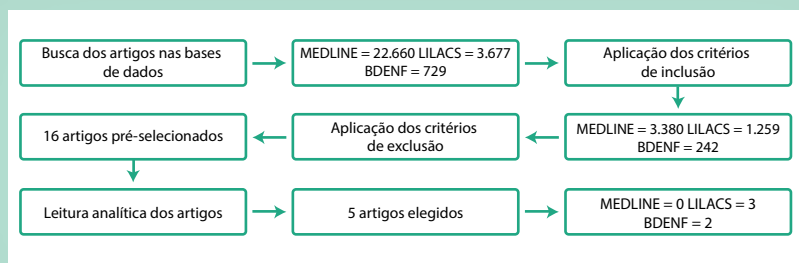 Busca dos artigos nas bases
de dados
MEDLINE = 22.660 LILACS = 3.677
BDENF = 729
Aplicação dos critérios
de inclusão
MEDLINE = 3.380 LILACS = 1.259
BDENF = 242
Aplicação dos critérios
de exclusão
16 artigos pré-selecionados
Leitura analítica dos artigos
5 artigos elegidos
MEDLINE = 0 LILACS = 3
BDENF = 2